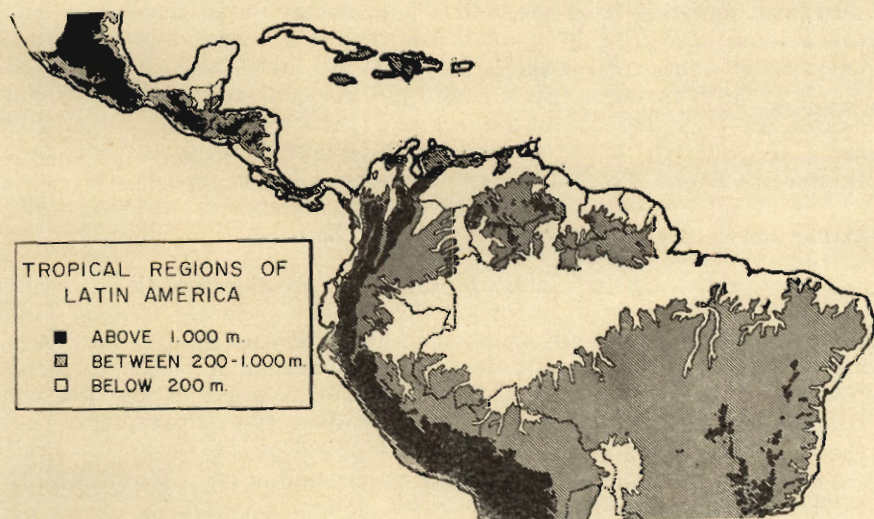 TROPICAL REGIONS OF
LATIN AMERICA
ABOVE 1.000 m.
BETWEEN 200-1.000 m.
BELOW 200 m.